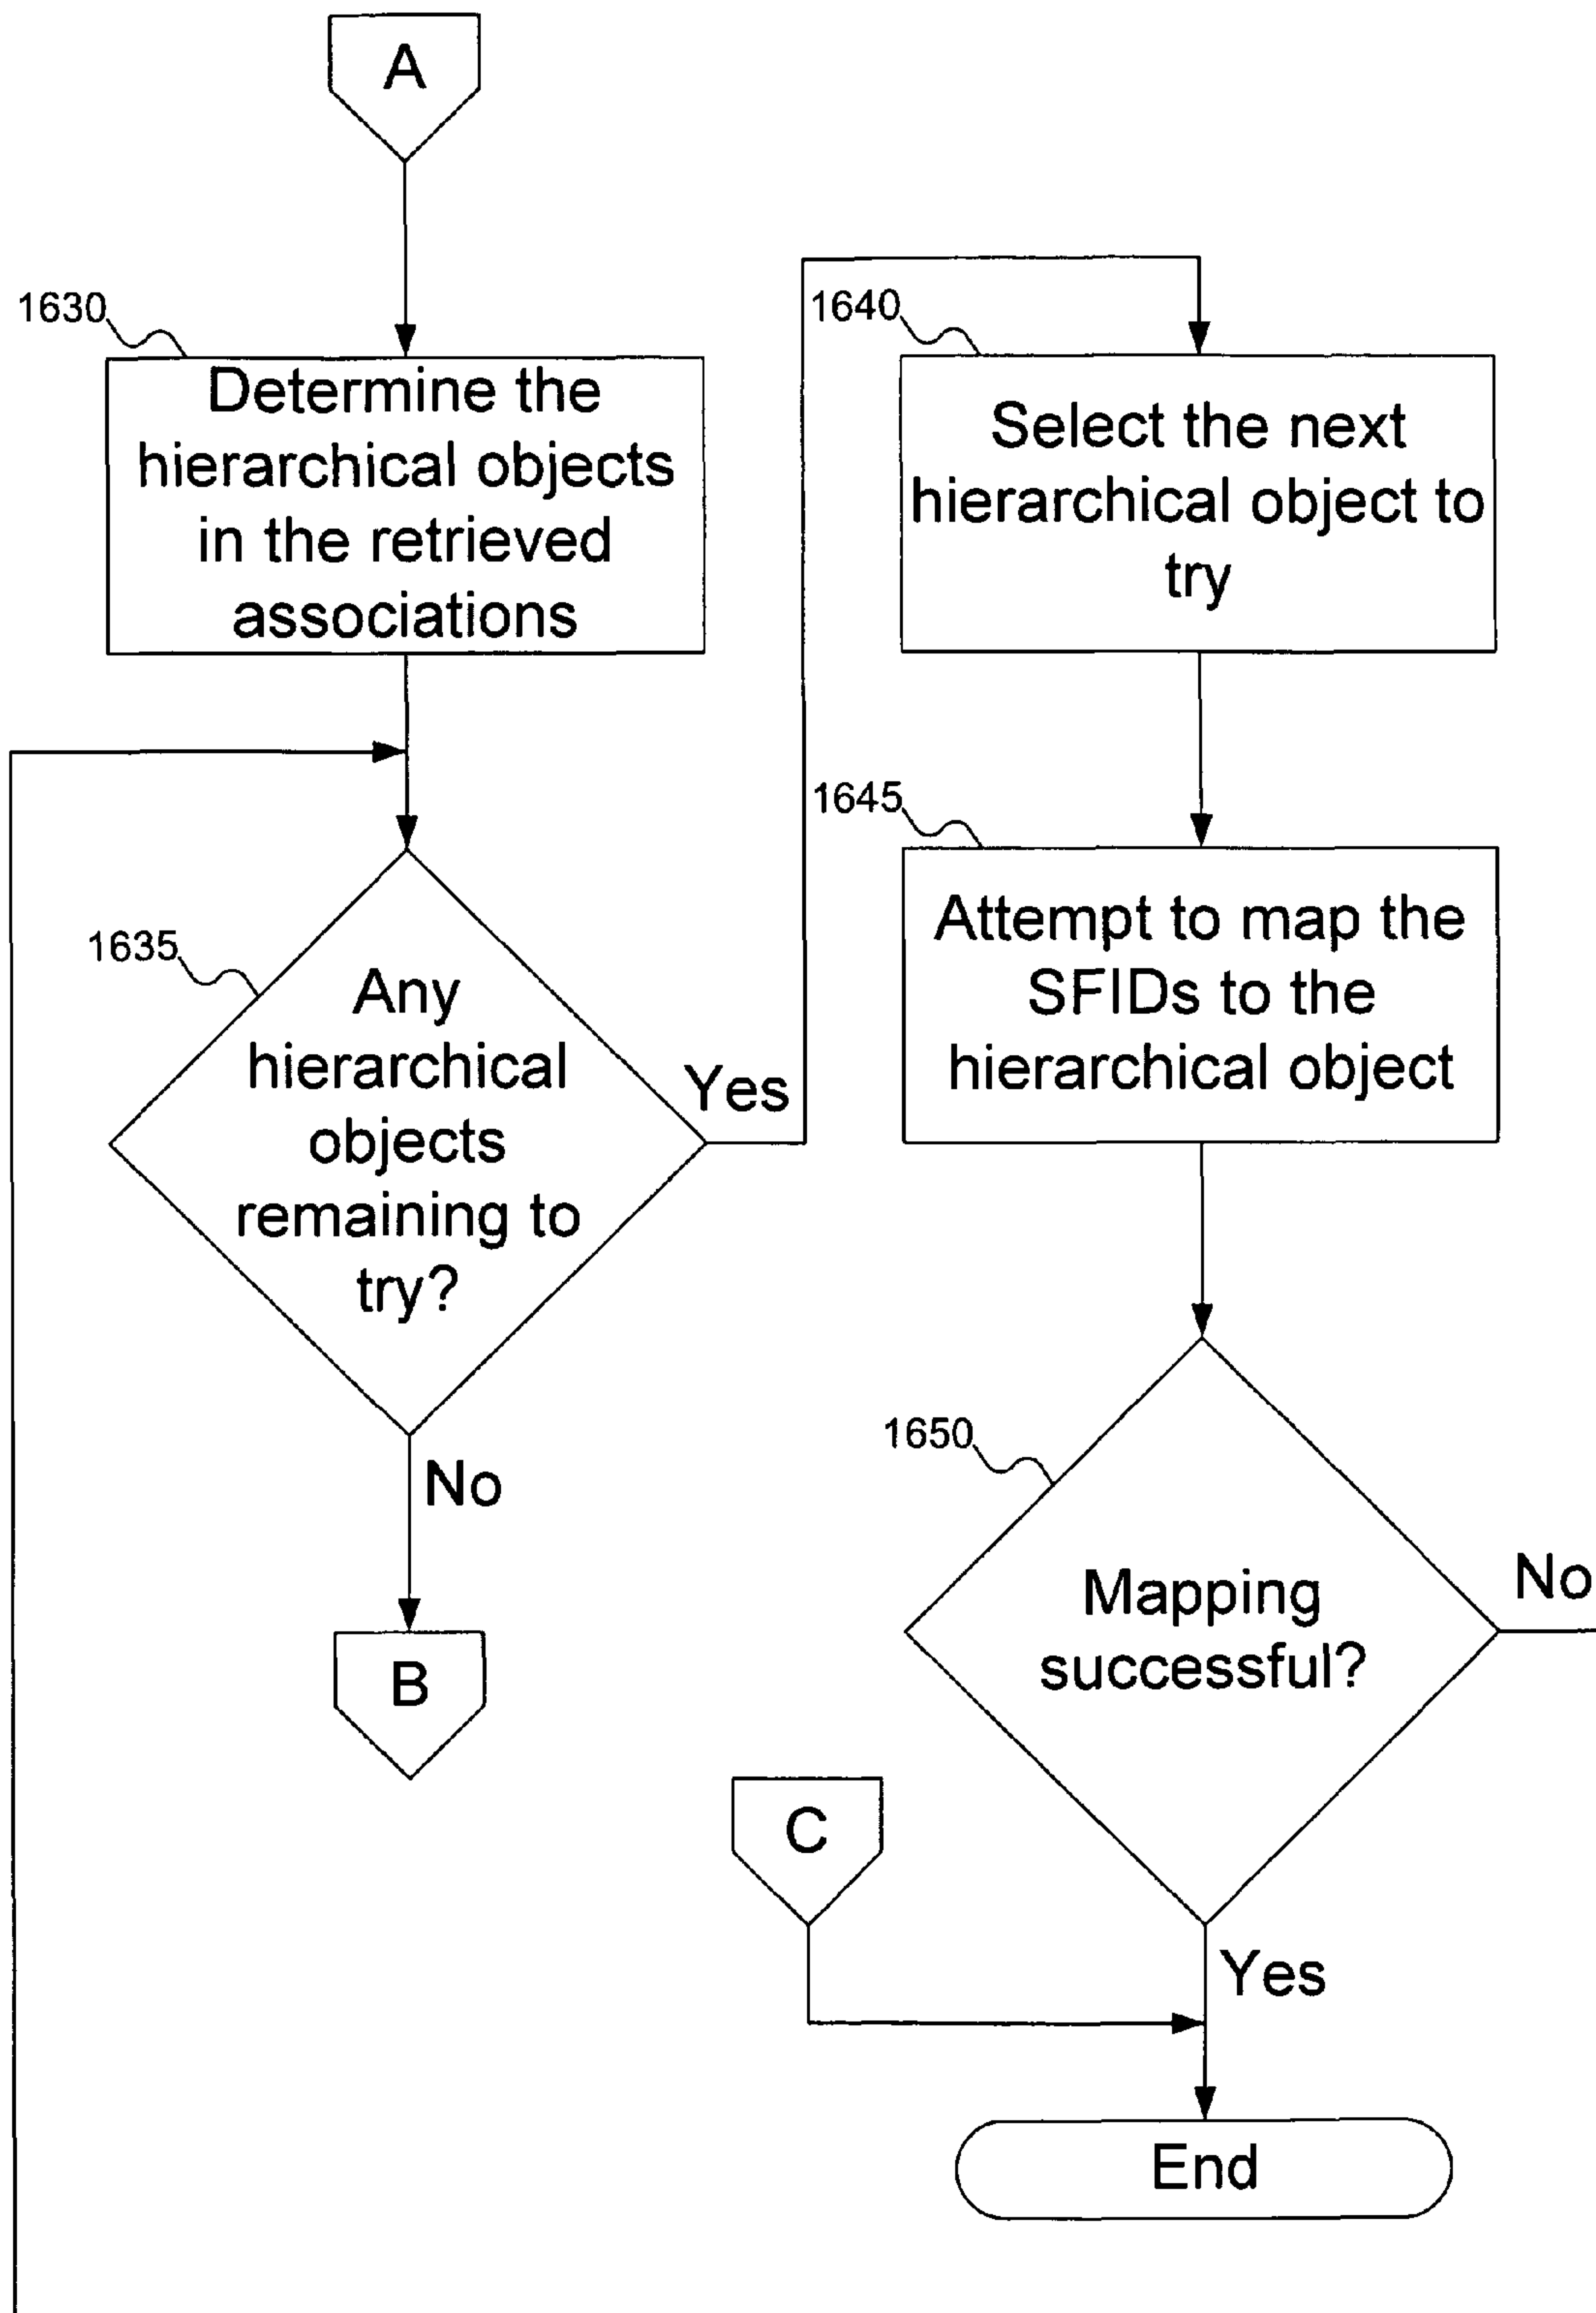 A
1630
Determine the
hierarchical objects
in the retrieved
associations
1635
Any
hierarchical
objects
remaining to
try?
Yes
No
B
1640
Select the next
hierarchical object to
try
1645
Attempt to map the
SFIDs to the
hierarchical object
1650
Mapping
successful?
No
Yes
C
End